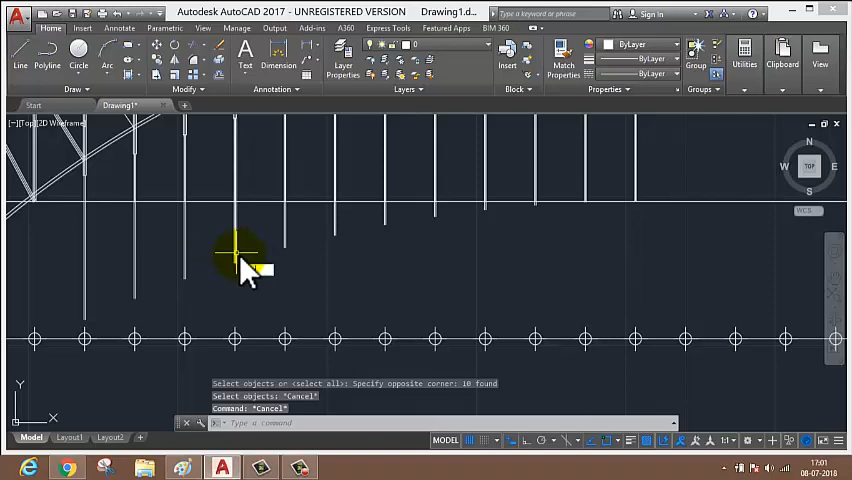 Autodesk AutoCAD 2017 - UNREGISTERED VERSION Drawing1.d...
Type a keyword or phrase
Sign In
Home Insert Annotate Parametric View Manage Output Add-ins A360 Express Tools Featured Apps BIM 360
Line Polyline Circle Arc
Text Dimension
Layer Properties
0
Insert
Match Properties
ByLayer
ByLayer
ByLayer
Group
Utilities
Clipboard
View
Draw Modify Annotation Layers Block Properties Groups
Start Drawing1*
[−][Top][2D Wireframe]
N
W TOP E
S
WCS
Select objects or <select all>: Specify opposite corner: 10 found
Select objects: *Cancel*
Command: *Cancel*
Y
X
Type a command
Model Layout1 Layout2
MODEL
1:1
17:01
08-07-2018